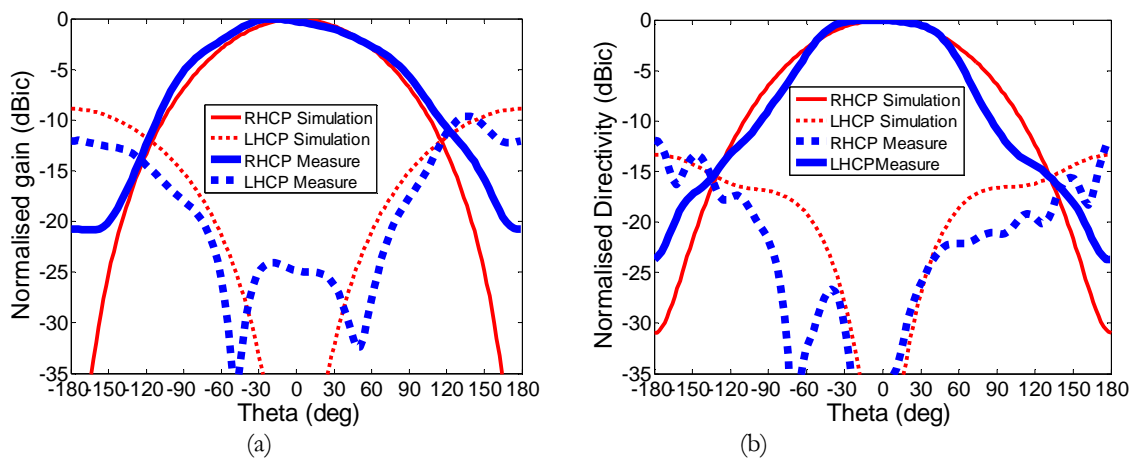 Normalised gain (dBic)
0
-5
-10
-15
-20
-25
-30
-35
RHCP Simulation
LHCP Simulation
RHCP Measure
LHCP Measure
-180 -150 -120 -90 -60 -30 0 30 60 90 120 150 180
Theta (deg)
(a)
Normalised Directivity (dBic)
0
-5
-10
-15
-20
-25
-30
-35
RHCP Simulation
LHCP Simulation
RHCP Measure
LHCPMeasure
-180 -150 -120 -90 -60 -30 0 30 60 90 120 150 180
Theta (deg)
(b)